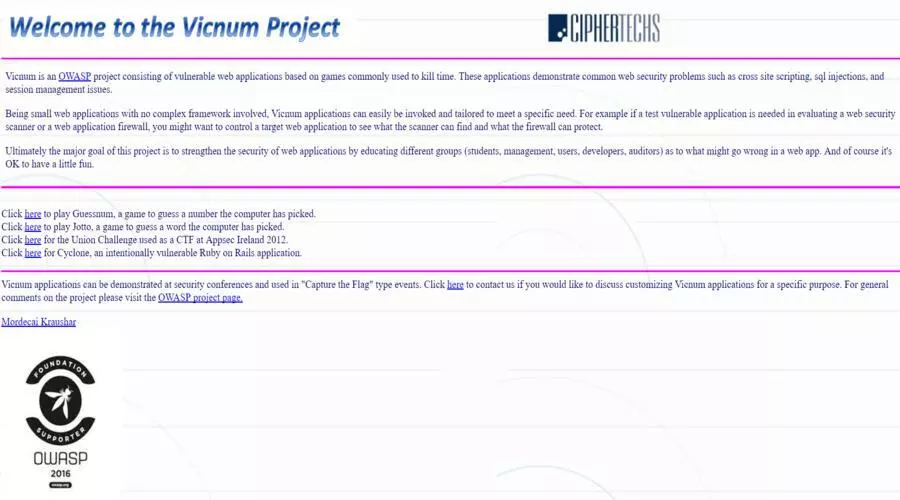 Welcome to the Vicnum Project
CIPHERTECHS
Vicnum is an OWASP project consisting of vulnerable web applications based on games commonly used to kill time. These applications demonstrate common web security problems such as cross site scripting, sql injections, and
session management issues.
Being small web applications with no complex framework involved, Vicnum applications can easily be invoked and tailored to meet a specific need. For example if a test vulnerable application is needed in evaluating a web security
scanner or a web application firewall, you might want to control a target web application to see what the scanner can find and what the firewall can protect.
Ultimately the major goal of this project is to strengthen the security of web applications by educating different groups (students, management, users, developers, auditors) as to what might go wrong in a web app. And of course it's
OK to have a little fun.
Click here to play Guessnum, a game to guess a number the computer has picked.
Click here to play Jotto, a game to guess a word the computer has picked.
Click here for the Union Challenge used as a CTF at Appsec Ireland 2012.
Click here for Cyclone, an intentionally vulnerable Ruby on Rails application.
Vicnum applications can be demonstrated at security conferences and used in "Capture the Flag" type events. Click here to contact us if you would like to discuss customizing Vicnum applications for a specific purpose. For general
comments on the project please visit the OWASP project page.
Mordecai Kraushar
FOUNDATION
SUPPORTER
OWASP
2016
owasp.org